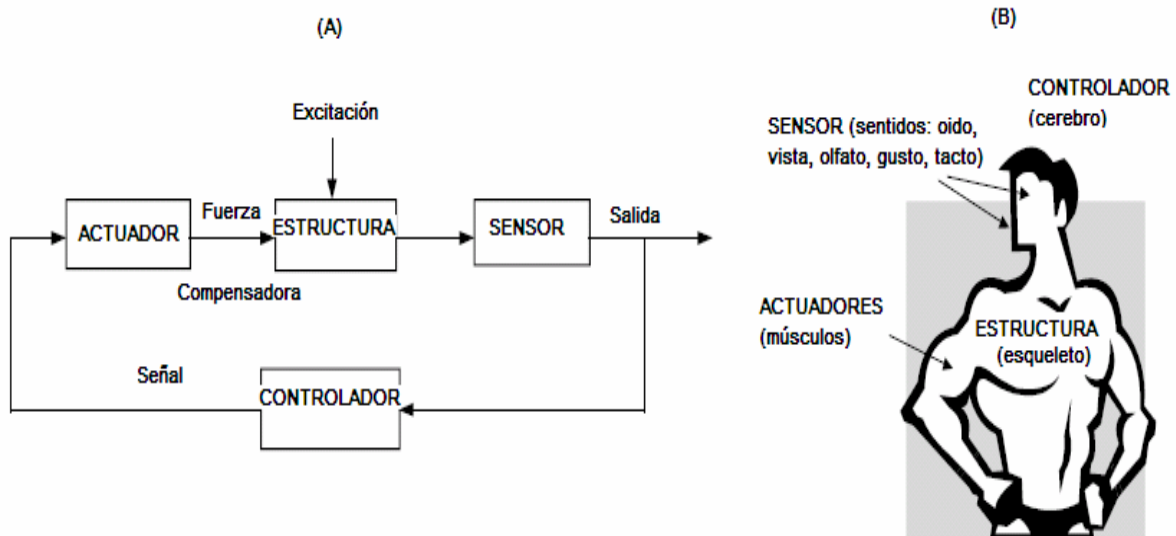 (A)
Excitación
ACTUADOR
Fuerza
ESTRUCTURA
SENSOR
Salida
Compensadora
Señal
CONTROLADOR
(B)
CONTROLADOR
(cerebro)
SENSOR (sentidos: oido,
vista, olfato, gusto, tacto)
ACTUADORES
(músculos)
ESTRUCTURA
(esqueleto)